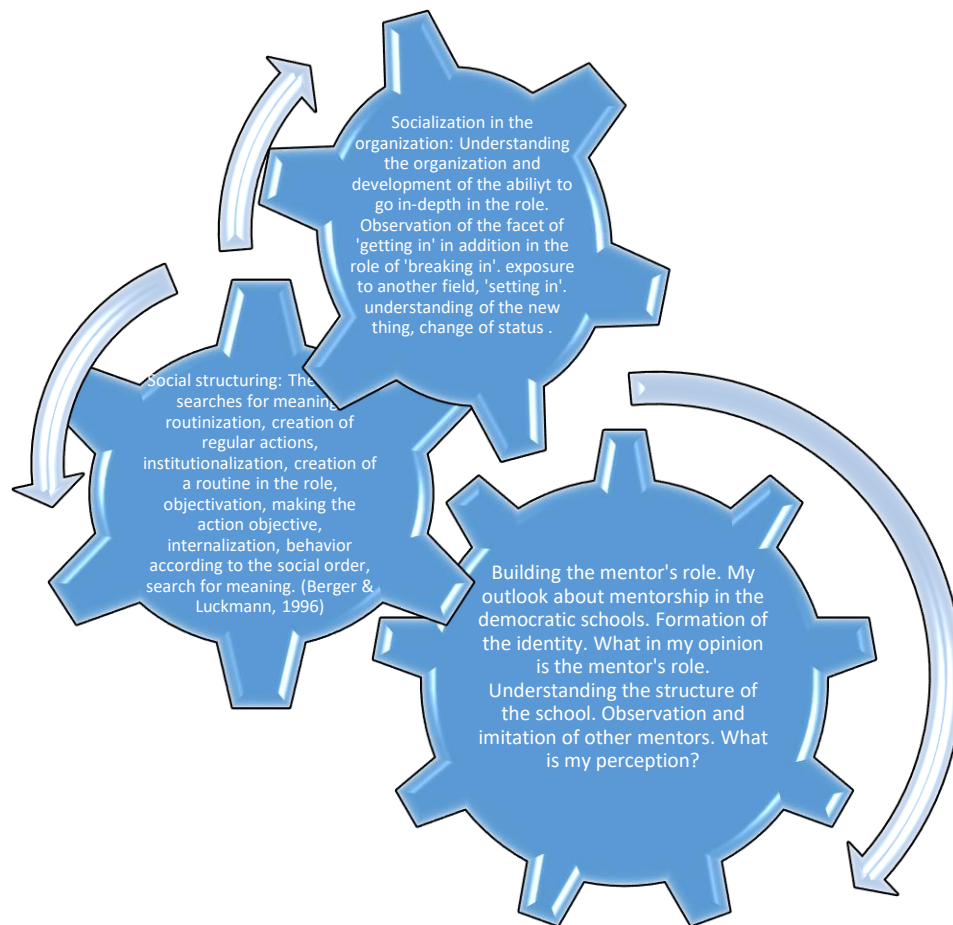 Socialization in the
organization: Understanding
the organization and
development of the abiliyt to
go in-depth in the role.
Observation of the facet of
'getting in' in addition in the
role of 'breaking in'. exposure
to another field, 'setting in'.
understanding of the new
thing, change of status .
Social structuring: The
searches for meaning
routinization, creation of
regular actions,
institutionalization, creation of
a routine in the role,
objectivation, making the
action objective,
internalization, behavior
according to the social order,
search for meaning. (Berger &
Luckmann, 1996)
Building the mentor's role. My
outlook about mentorship in the
democratic schools. Formation of
the identity. What in my opinion
is the mentor's role.
Understanding the structure of
the school. Observation and
imitation of other mentors. What
is my perception?